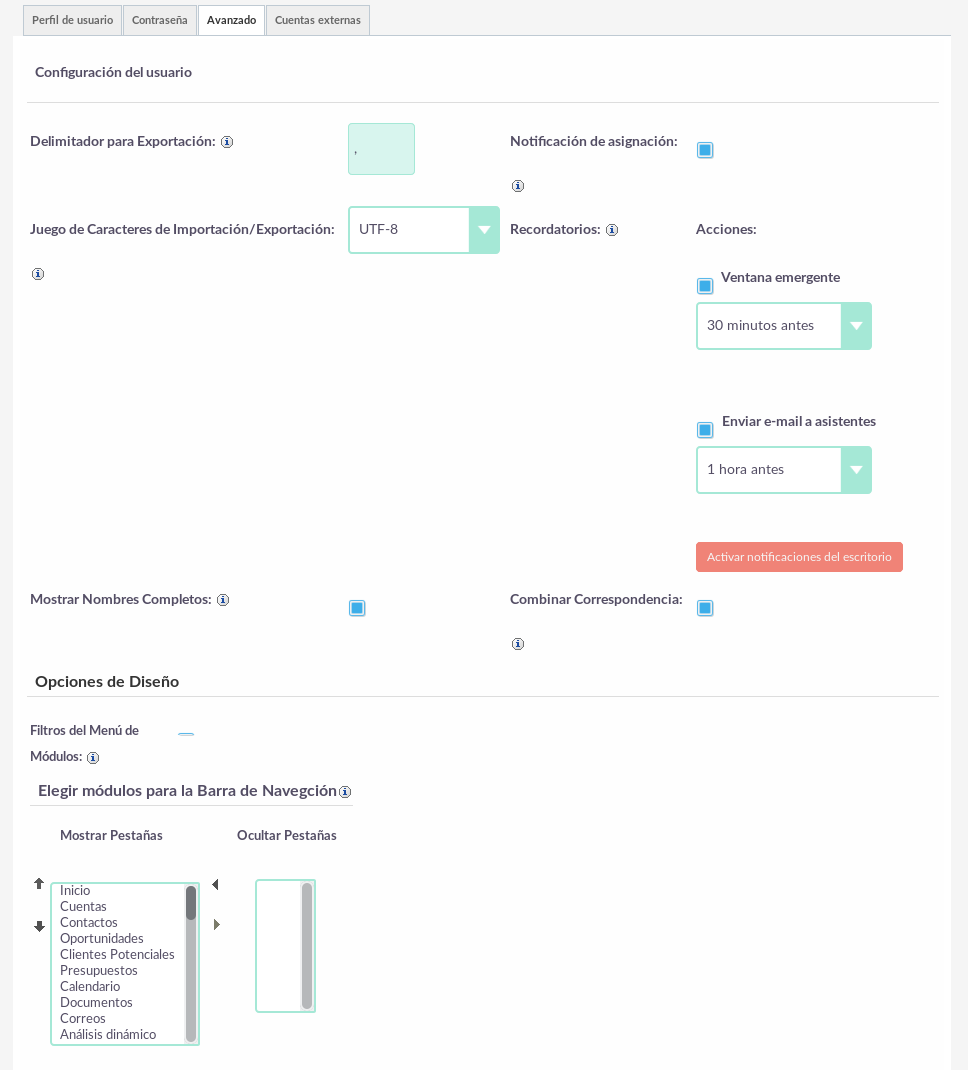 Perfil de usuario Contraseña Avanzado Cuentas externas
Configuración del usuario
Delimitador para Exportación:
,
Notificación de asignación:
Juego de Caracteres de Importación/Exportación:
UTF-8
Recordatorios:
Acciones:
Ventana emergente
30 minutos antes
Enviar e-mail a asistentes
1 hora antes
Activar notificaciones del escritorio
Mostrar Nombres Completos:
Combinar Correspondencia:
Opciones de Diseño
Filtros del Menú de
Módulos:
Elegir módulos para la Barra de Navegción
Mostrar Pestañas
Ocultar Pestañas
Inicio
Cuentas
Contactos
Oportunidades
Clientes Potenciales
Presupuestos
Calendario
Documentos
Correos
Análisis dinámico